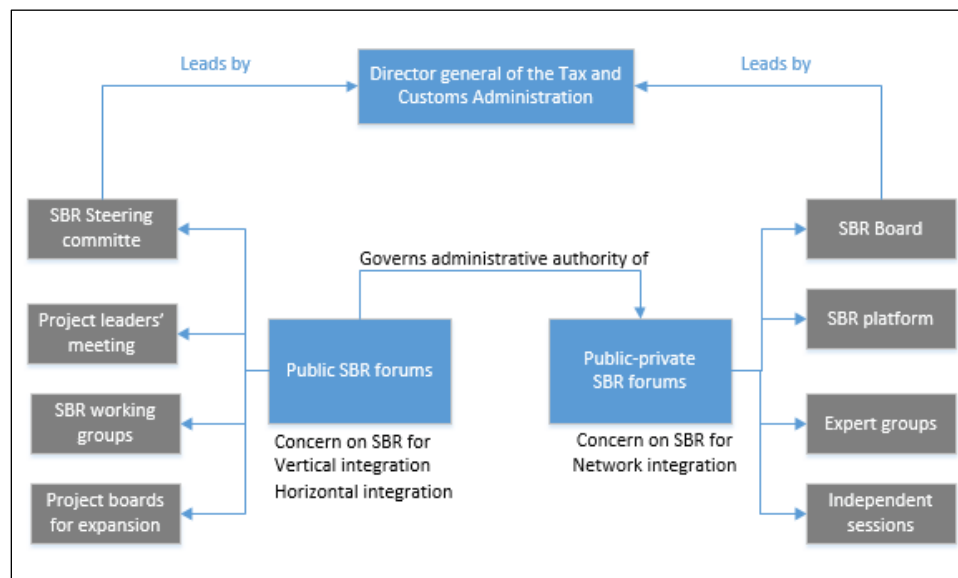 Leads by
Director general of the Tax and
Customs Administration
Leads by
SBR Steering
committe
SBR Board
Governs administrative authority of
Project leaders'
meeting
Public SBR forums
Public-private
SBR forums
SBR platform
SBR working
groups
Concern on SBR for
Vertical integration
Horizontal integration
Concern on SBR for
Network integration
Expert groups
Project boards
for expansion
Independent
sessions